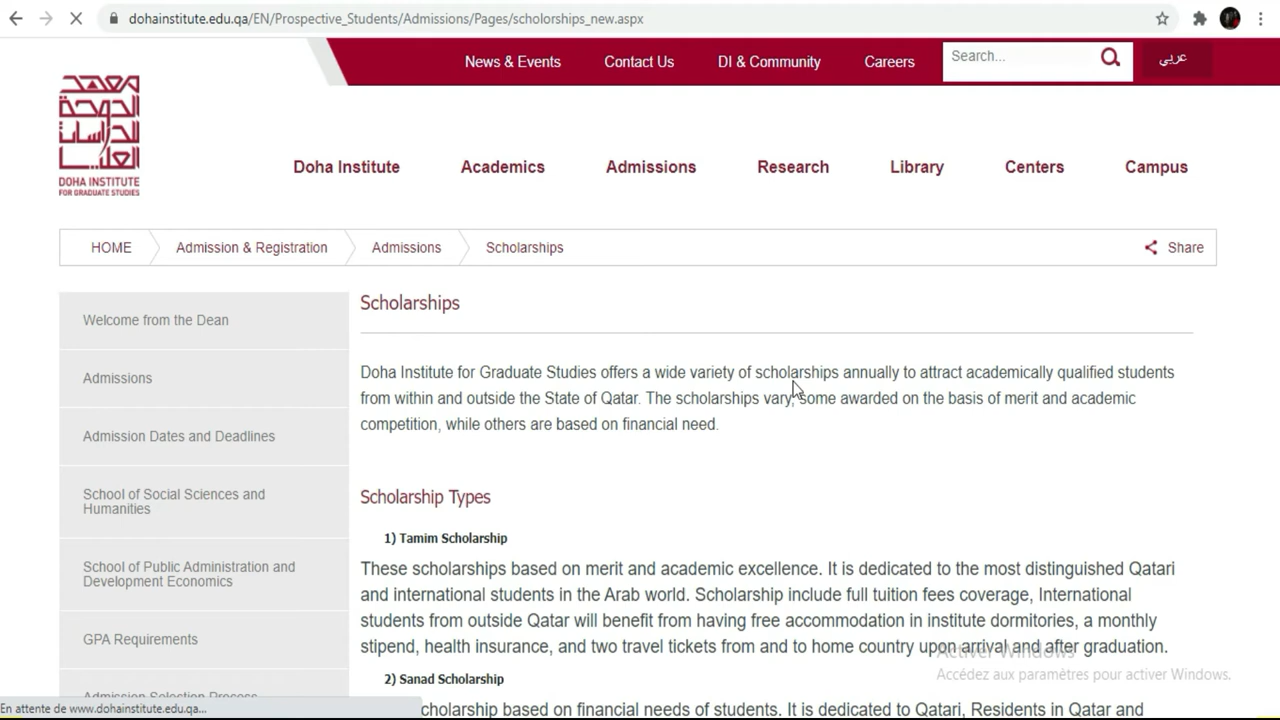 dohainstitute.edu.qa/EN/Prospective_Students/Admissions/Pages/scholorships_new.aspx
News & Events Contact Us DI & Community Careers Search... عربي
معهد
الدوحة
للدراسات
العليا
DOHA INSTITUTE
FOR GRADUATE STUDIES
Doha Institute Academics Admissions Research Library Centers Campus
HOME Admission & Registration Admissions Scholarships Share
Welcome from the Dean
Admissions
Admission Dates and Deadlines
School of Social Sciences and
Humanities
School of Public Administration and
Development Economics
GPA Requirements
Admission Selection Process
Scholarships
Doha Institute for Graduate Studies offers a wide variety of scholarships annually to attract academically qualified students
from within and outside the State of Qatar. The scholarships vary, some awarded on the basis of merit and academic
competition, while others are based on financial need.
Scholarship Types
1) Tamim Scholarship
These scholarships based on merit and academic excellence. It is dedicated to the most distinguished Qatari
and international students in the Arab world. Scholarship include full tuition fees coverage, International
students from outside Qatar will benefit from having free accommodation in institute dormitories, a monthly
stipend, health insurance, and two travel tickets from and to home country upon arrival and after graduation.
2) Sanad Scholarship
cholarship based on financial needs of students. It is dedicated to Qatari, Residents in Qatar and
Activer Windows
Accédez aux paramètres pour activer Windows.
En attente de www.dohainstitute.edu.qa...